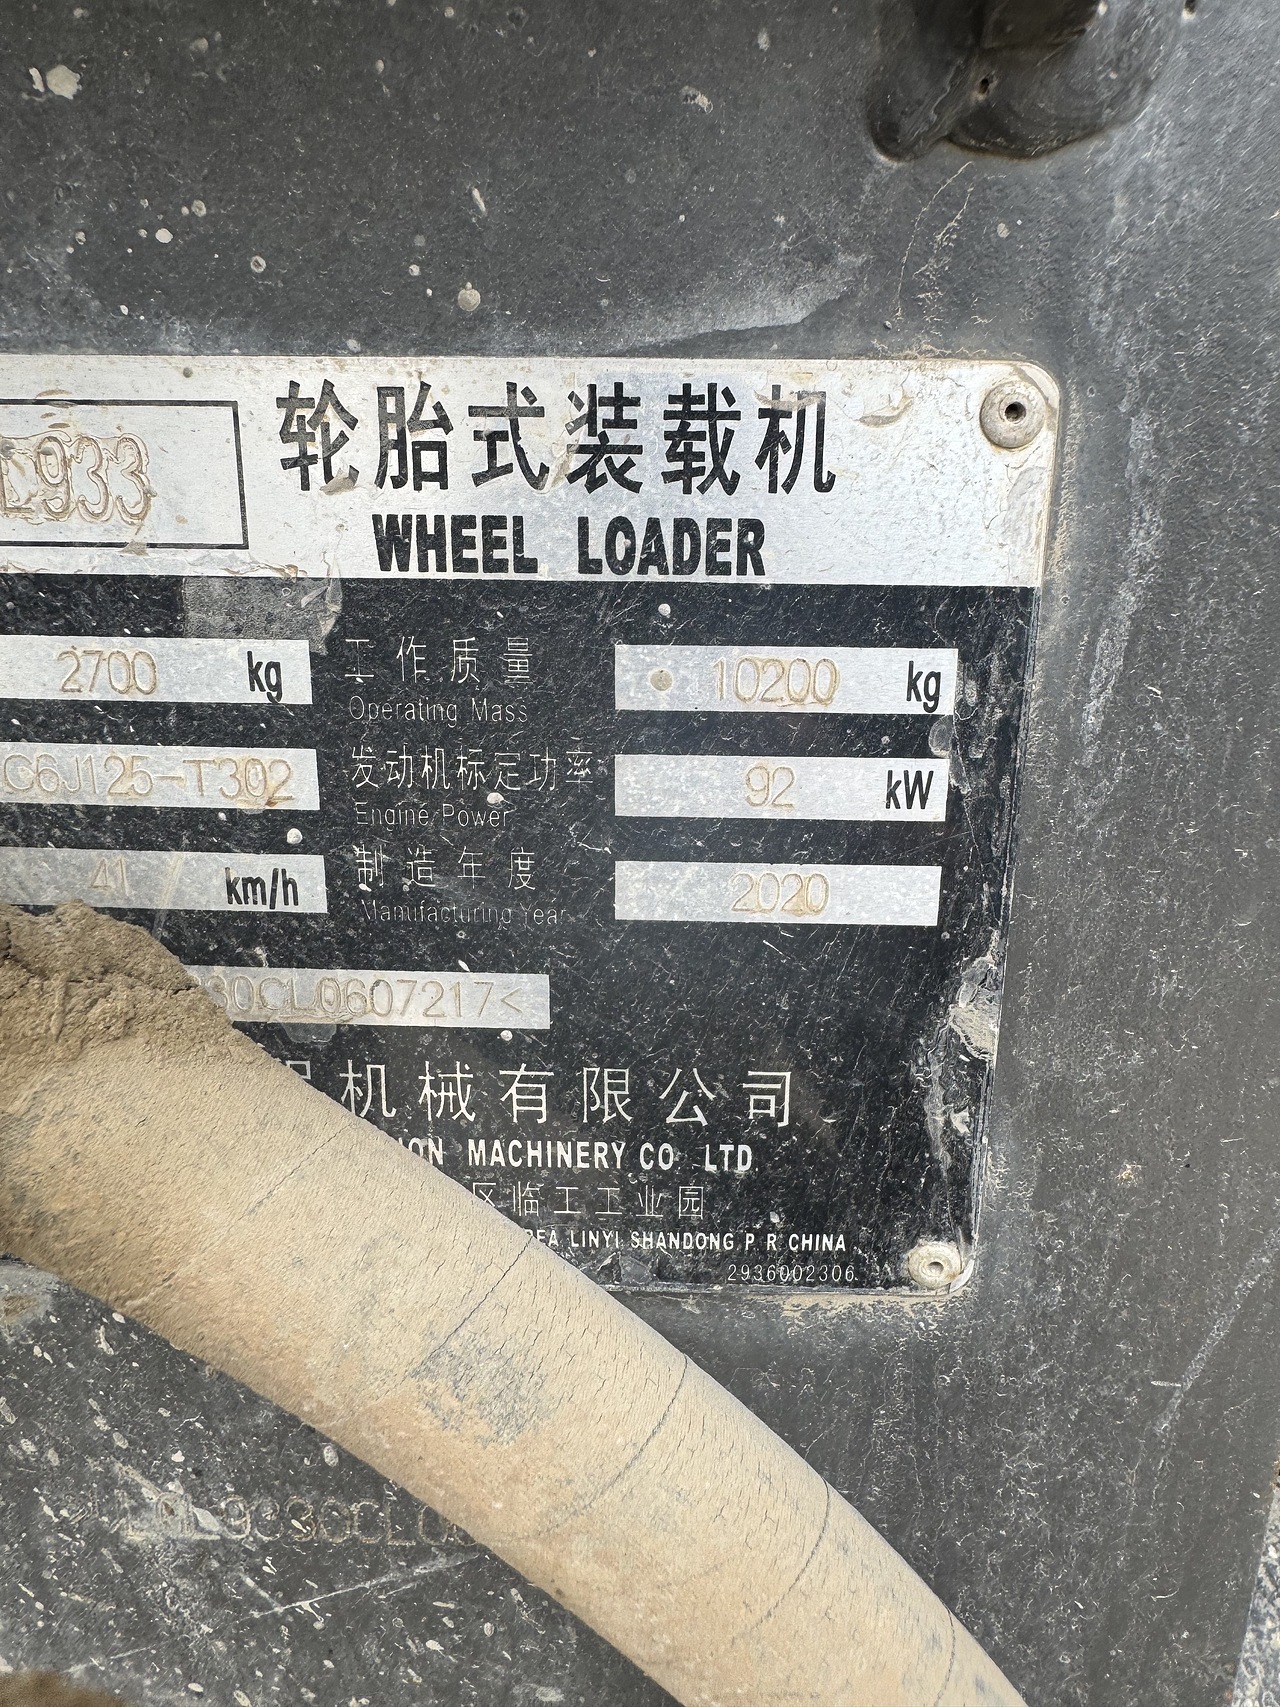 L933
轮胎式装载机
WHEEL LOADER
2700 kg
工作质量
Operating Mass
10200 kg
C6J125-T302
发动机标定功率
Engine Power
92 kW
41 km/h
制造年度
Manufacturing Year
2020
30CL0607217<
机械有限公司
ION MACHINERY CO LTD
区临工工业园
REA LINYI SHANDONG P R CHINA
2936002306